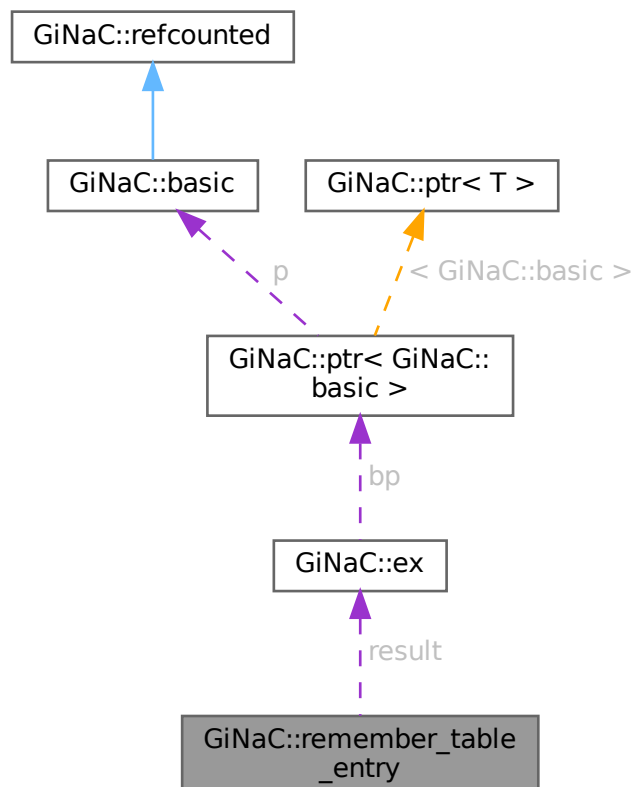 GiNaC::refcounted
GiNaC::basic
GiNaC::ptr< T >
p
< GiNaC::basic >
GiNaC::ptr< GiNaC::
basic >
bp
GiNaC::ex
result
GiNaC::remember_table
_entry